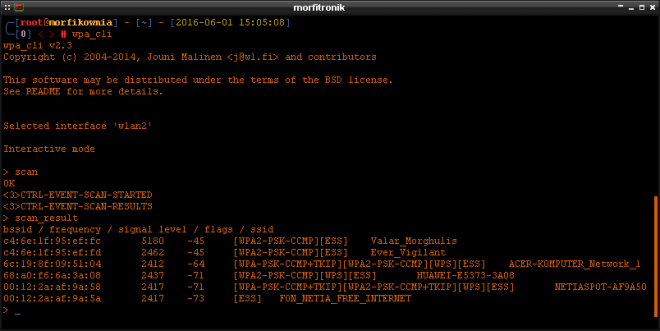 morfitronik
[root@morfikownia] - [~] - [2016-06-01 15:05:08]
[0] < > # wpa_cli
wpa_cli v2.3
Copyright (c) 2004-2014, Jouni Malinen <j@w1.fi> and contributors
This software may be distributed under the terms of the BSD license.
See README for more details.
Selected interface 'wlan2'
Interactive mode
> scan
OK
<3>CTRL-EVENT-SCAN-STARTED
<3>CTRL-EVENT-SCAN-RESULTS
> scan_result
bssid / frequency / signal level / flags / ssid
c4:6e:1f:95:ef:fc 5180 -45 [WPA2-PSK-CCMP][ESS] Valar_Morghulis
c4:6e:1f:95:ef:fd 2462 -45 [WPA2-PSK-CCMP][ESS] Ever_Vigilant
6c:19:8f:09:51:04 2412 -64 [WPA-PSK-CCMP+TKIP][WPA2-PSK-CCMP+TKIP][WPS][ESS] ACER-KOMPUTER_Network_1
68:a0:f6:6a:3a:08 2437 -71 [WPA2-PSK-CCMP][WPS][ESS] HUAWEI-E5373-3A08
00:12:2a:af:9a:58 2417 -71 [WPA-PSK-CCMP+TKIP][WPA2-PSK-CCMP+TKIP][WPS][ESS] NETIASPOT-AF9A50
00:12:2a:af:9a:5a 2417 -73 [ESS] FON_NETIA_FREE_INTERNET
> _